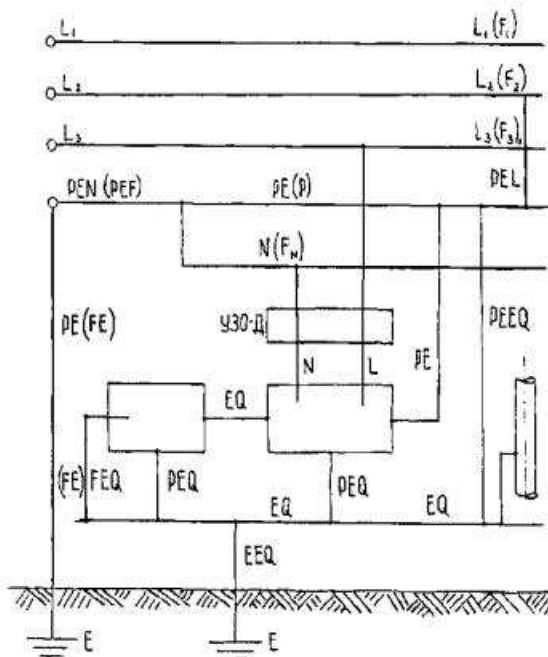 L₁ L₁(F₁)
L₂ L₂(F₂)
L₃ L₃(F₃)
PEL
PEN (PEF) PE(P)
N(Fɴ)
PE(FE) УЗО-Д PEEQ
N L PE
EQ
(FE) FEQ PEQ PEQ
EQ EQ
EEQ
E E